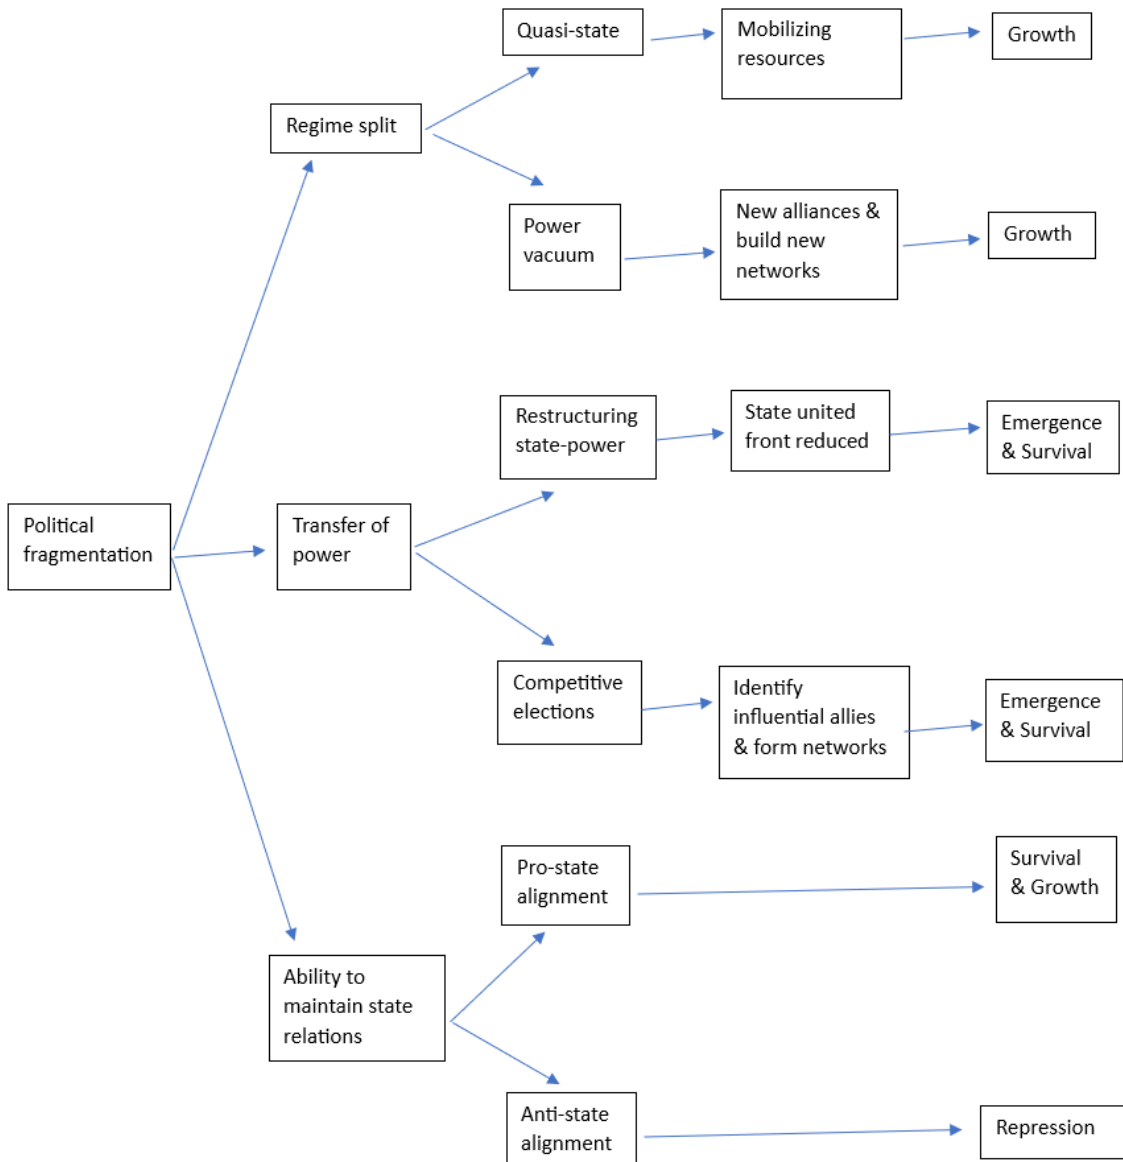 Quasi-state
Mobilizing
resources
Growth
Regime split
Power
vacuum
New alliances &
build new
networks
Growth
Restructuring
state-power
State united
front reduced
Emergence
& Survival
Political
fragmentation
Transfer of
power
Competitive
elections
Identify
influential allies
& form networks
Emergence
& Survival
Pro-state
alignment
Survival
& Growth
Ability to
maintain state
relations
Anti-state
alignment
Repression